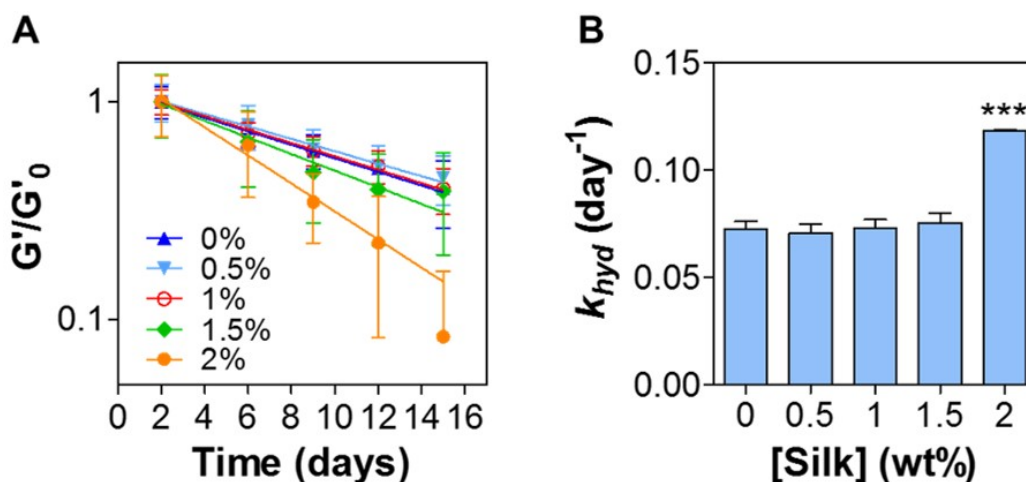 A
G'/G'0
1
0.1
0%
0.5%
1%
1.5%
2%
0 2 4 6 8 10 12 14 16
Time (days)
B
khyd (day-1)
0.15
0.10
0.05
0.00
***
0 0.5 1 1.5 2
[Silk] (wt%)